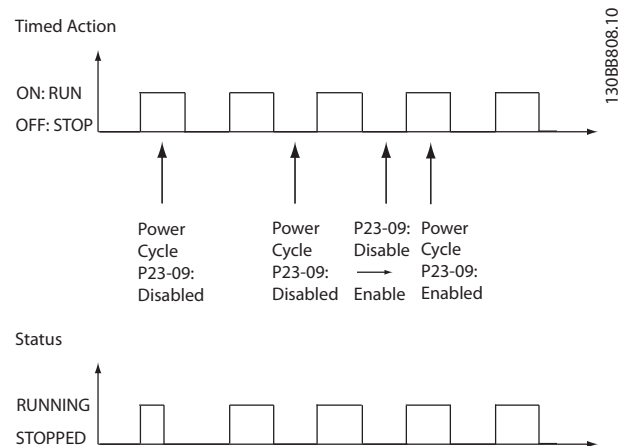 Timed Action
130BB808.10
ON: RUN
OFF: STOP
Power
Cycle
P23-09:
Disabled
Power
Cycle
P23-09:
Disabled
P23-09:
Disable
Enable
Power
Cycle
P23-09:
Enabled
Status
RUNNING
STOPPED